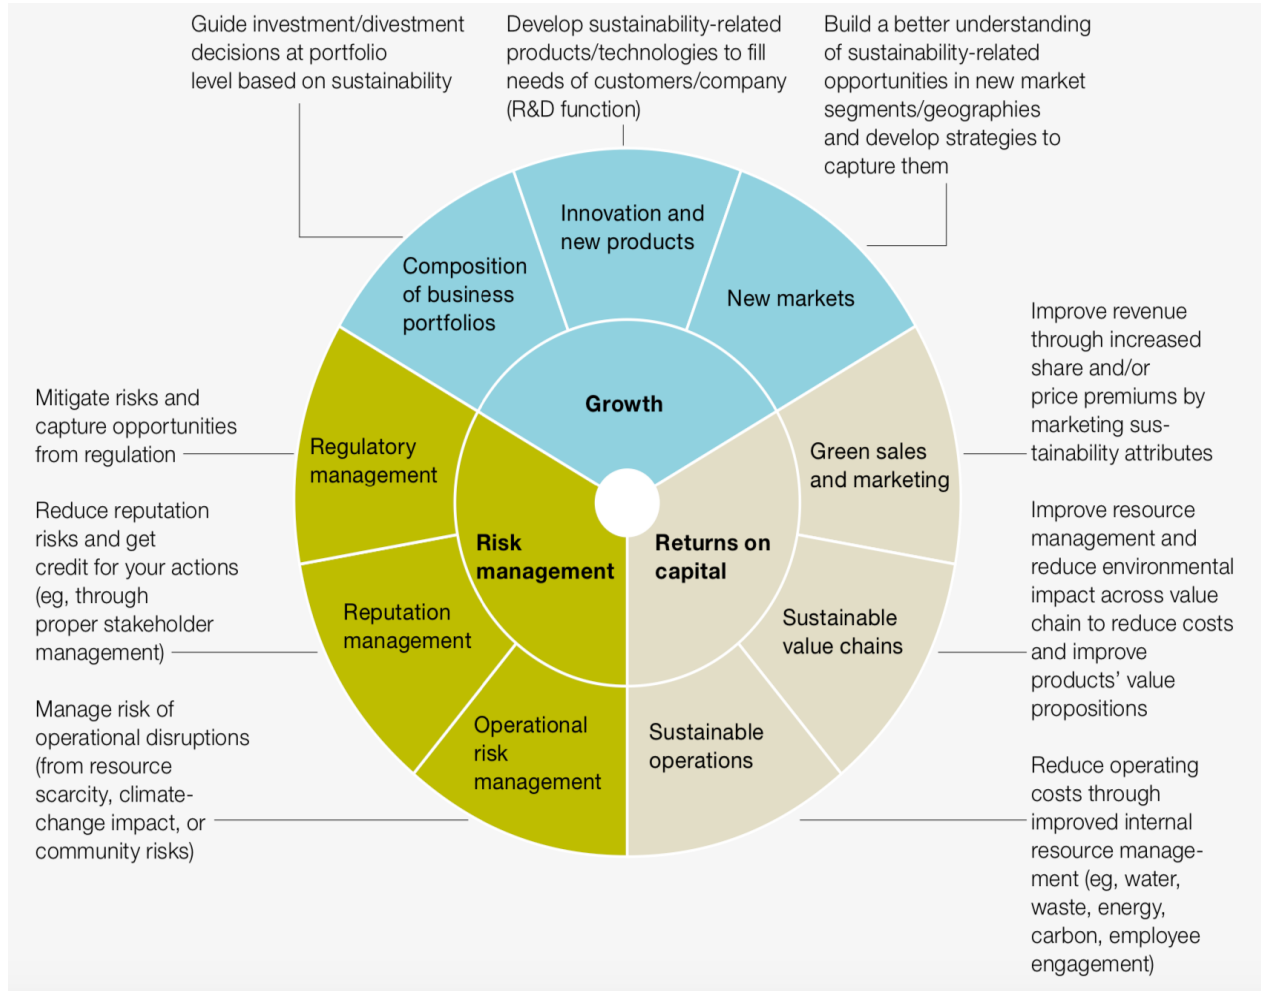 Guide investment/divestment
decisions at portfolio
level based on sustainability
Develop sustainability-related
products/technologies to fill
needs of customers/company
(R&D function)
Build a better understanding
of sustainability-related
opportunities in new market
segments/geographies
and develop strategies to
capture them
Composition
of business
portfolios
Innovation and
new products
New markets
Growth
Mitigate risks and
capture opportunities
from regulation
Reduce reputation
risks and get
credit for your actions
(eg, through
proper stakeholder
management)
Manage risk of
operational disruptions
(from resource
scarcity, climate-
change impact, or
community risks)
Regulatory
management
Reputation
management
Operational
risk
management
Risk
management
Returns on
capital
Green sales
and marketing
Sustainable
value chains
Sustainable
operations
Improve revenue
through increased
share and/or
price premiums by
marketing sus-
tainability attributes
Improve resource
management and
reduce environmental
impact across value
chain to reduce costs
and improve
products’ value
propositions
Reduce operating
costs through
improved internal
resource manage-
ment (eg, water,
waste, energy,
carbon, employee
engagement)